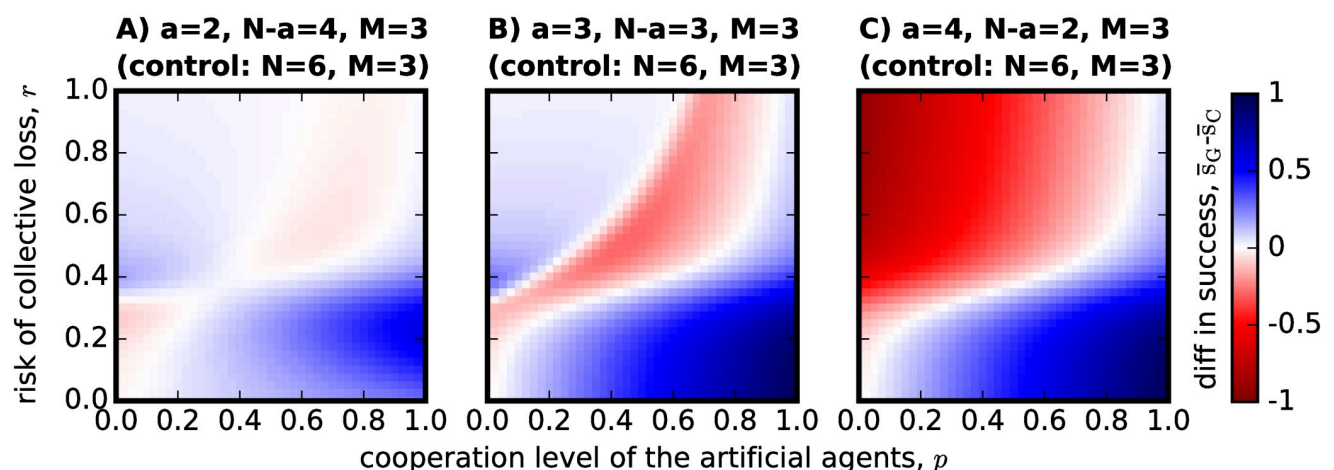 A) a=2, N-a=4, M=3
(control: N=6, M=3)
B) a=3, N-a=3, M=3
(control: N=6, M=3)
C) a=4, N-a=2, M=3
(control: N=6, M=3)
risk of collective loss, r
1.0
0.8
0.6
0.4
0.2
0.0
0.0 0.2 0.4 0.6 0.8 1.0
0.0 0.2 0.4 0.6 0.8 1.0
0.0 0.2 0.4 0.6 0.8 1.0
cooperation level of the artificial agents, p
1
0.5
0
-0.5
-1
diff in success, s̄G-s̄C